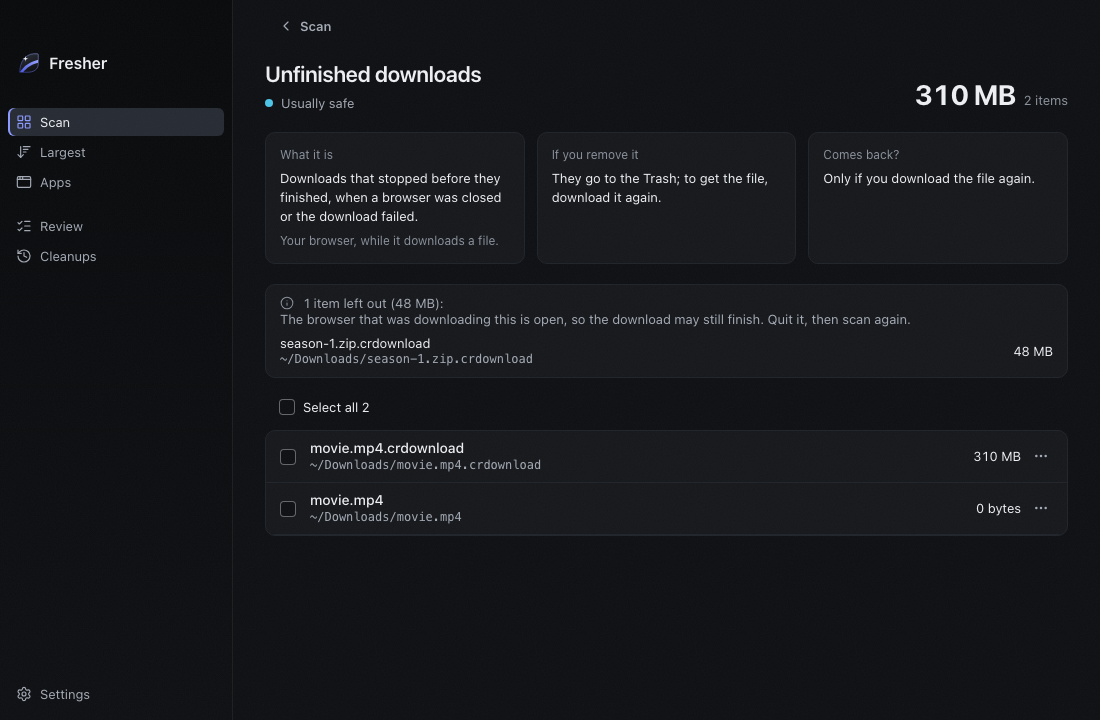 Scan
Fresher
Scan
Largest
Apps
Review
Cleanups
Settings
Unfinished downloads
Usually safe
310 MB 2 items
What it is
Downloads that stopped before they
finished, when a browser was closed
or the download failed.
Your browser, while it downloads a file.
If you remove it
They go to the Trash; to get the file,
download it again.
Comes back?
Only if you download the file again.
1 item left out (48 MB):
The browser that was downloading this is open, so the download may still finish. Quit it, then scan again.
season-1.zip.crdownload
~/Downloads/season-1.zip.crdownload
48 MB
Select all 2
movie.mp4.crdownload
~/Downloads/movie.mp4.crdownload
310 MB
movie.mp4
~/Downloads/movie.mp4
0 bytes